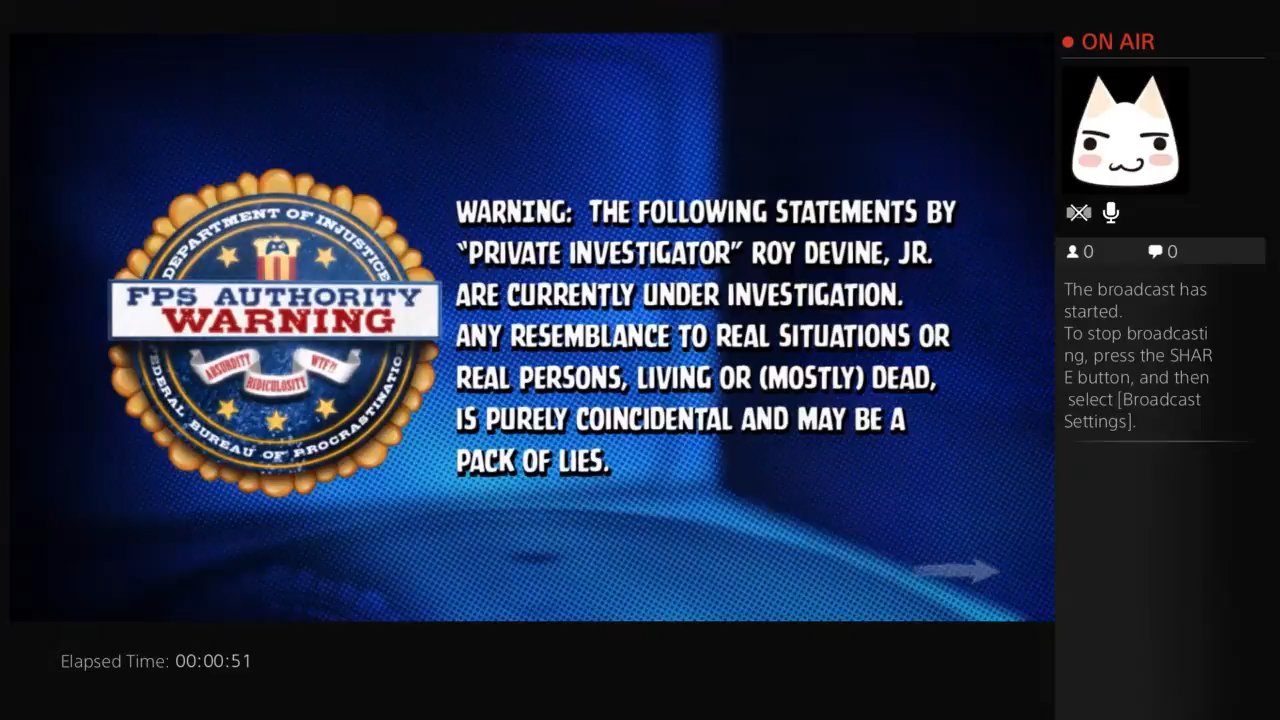 DEPARTMENT OF INJUSTICE
FPS AUTHORITY
WARNING
ABSURDITY
RIDICULOSITY
WTF?!
FEDERAL BUREAU OF PROCRASTINATION
WARNING: THE FOLLOWING STATEMENTS BY
“PRIVATE INVESTIGATOR” ROY DEVINE, JR.
ARE CURRENTLY UNDER INVESTIGATION.
ANY RESEMBLANCE TO REAL SITUATIONS OR
REAL PERSONS, LIVING OR (MOSTLY) DEAD,
IS PURELY COINCIDENTAL AND MAY BE A
PACK OF LIES.
ON AIR
0
0
The broadcast has
started.
To stop broadcasti
ng, press the SHAR
E button, and then
select [Broadcast
Settings].
Elapsed Time: 00:00:51